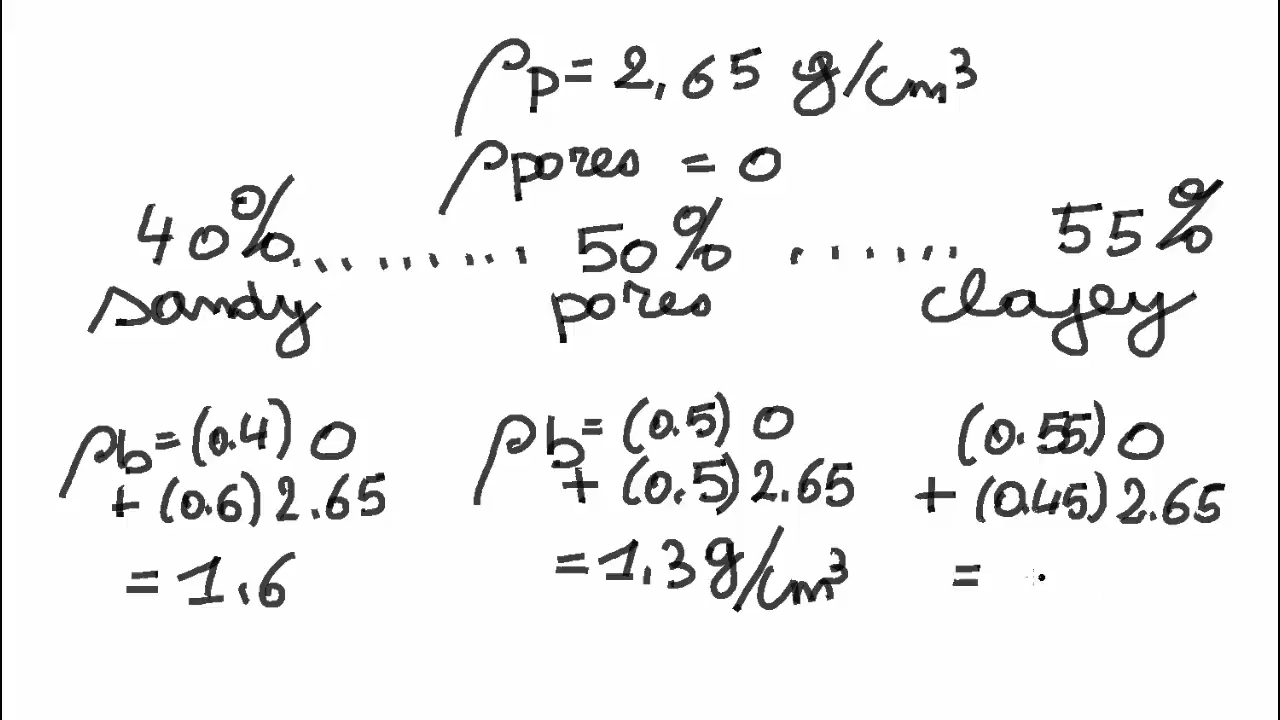 ρp = 2,65 g/cm³
ρpores = 0
40% ........ 50% ...... 55%
sandy pores clayey
ρb = (0.4) 0 ρb = (0.5) 0 (0.55) 0
+ (0.6) 2.65 + (0.5) 2.65 + (0.45) 2.65
= 1.6 = 1.3 g/cm³ =